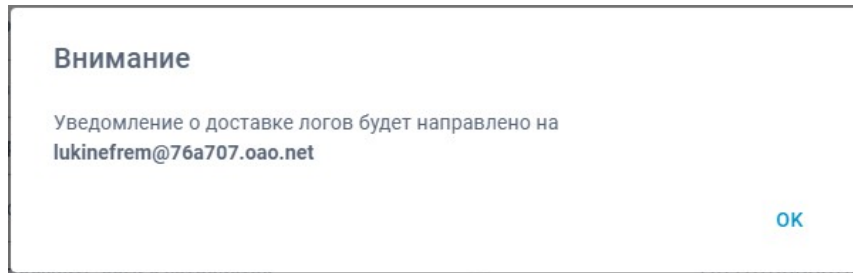 Внимание
Уведомление о доставке логов будет направлено на
lukinefrem@76a707.oao.net
OK